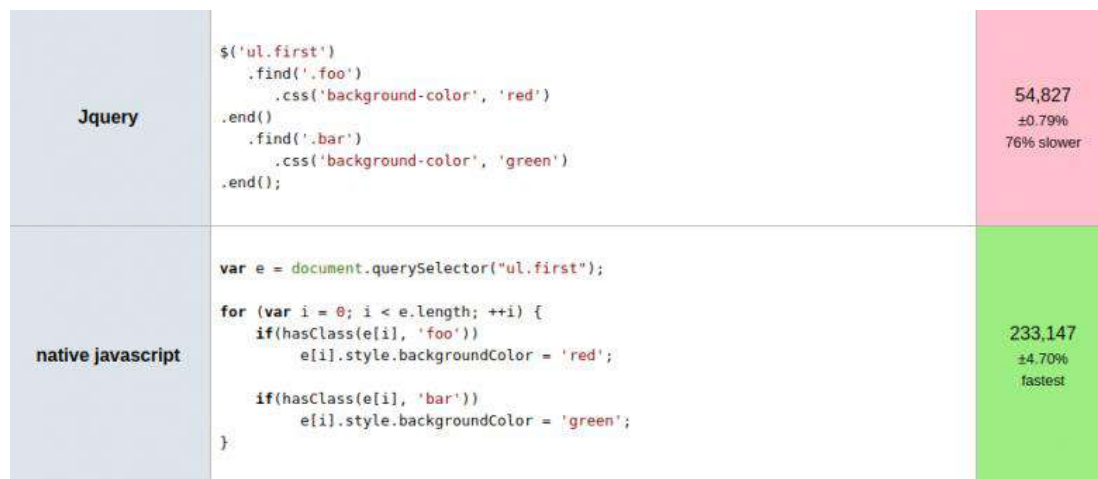 Jquery
$('ul.first')
   .find('.foo')
      .css('background-color', 'red')
.end()
   .find('.bar')
      .css('background-color', 'green')
.end();
54,827
±0.79%
76% slower
native javascript
var e = document.querySelector("ul.first");
for (var i = 0; i < e.length; ++i) {
    if(hasClass(e[i], 'foo'))
         e[i].style.backgroundColor = 'red';
    if(hasClass(e[i], 'bar'))
         e[i].style.backgroundColor = 'green';
}
233,147
±4.70%
fastest